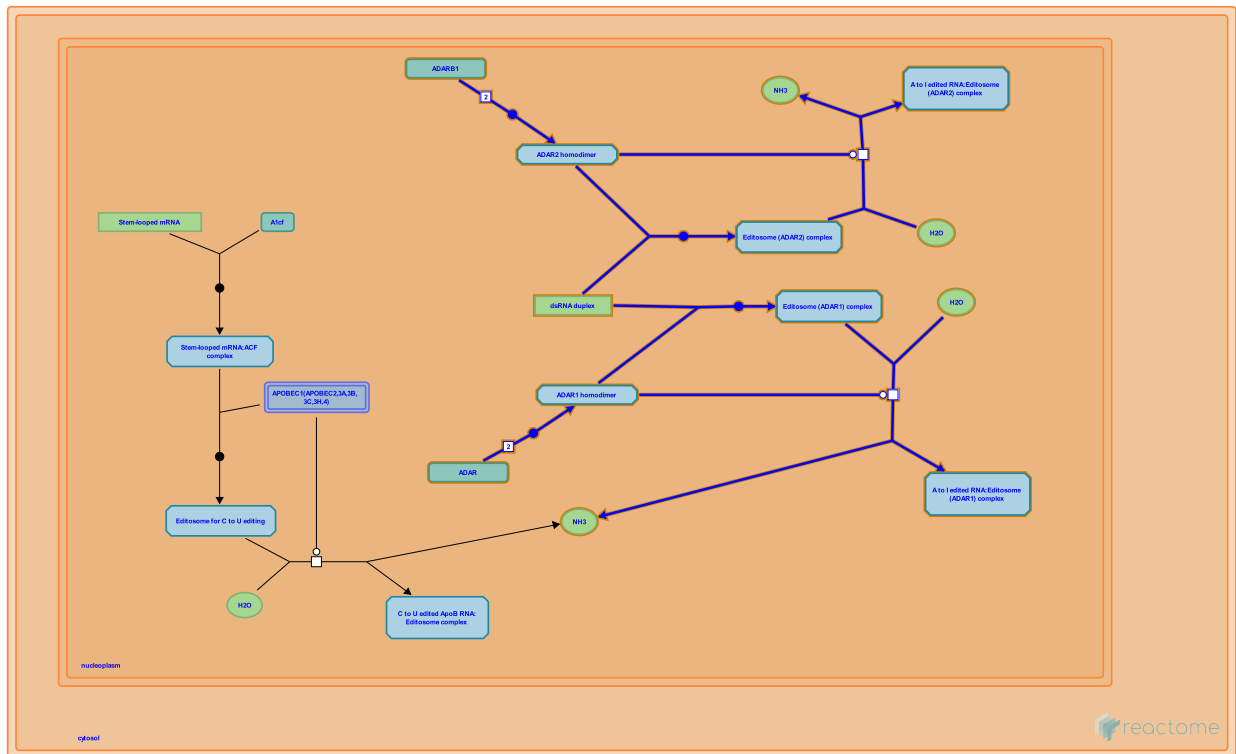 ADARB1
NH3
A to I edited RNA:Editosome
(ADAR2) complex
2
ADAR2 homodimer
Stem-looped mRNA
A1cf
Editosome (ADAR2) complex
H2O
dsRNA duplex
Editosome (ADAR1) complex
H2O
Stem-looped mRNA:ACF
complex
APOBEC1(APOBEC2,3A,3B,
3C,3H,4)
ADAR1 homodimer
2
ADAR
A to I edited RNA:Editosome
(ADAR1) complex
Editosome for C to U editing
NH3
H2O
C to U edited ApoB RNA:
Editosome complex
nucleoplasm
cytosol
reactome